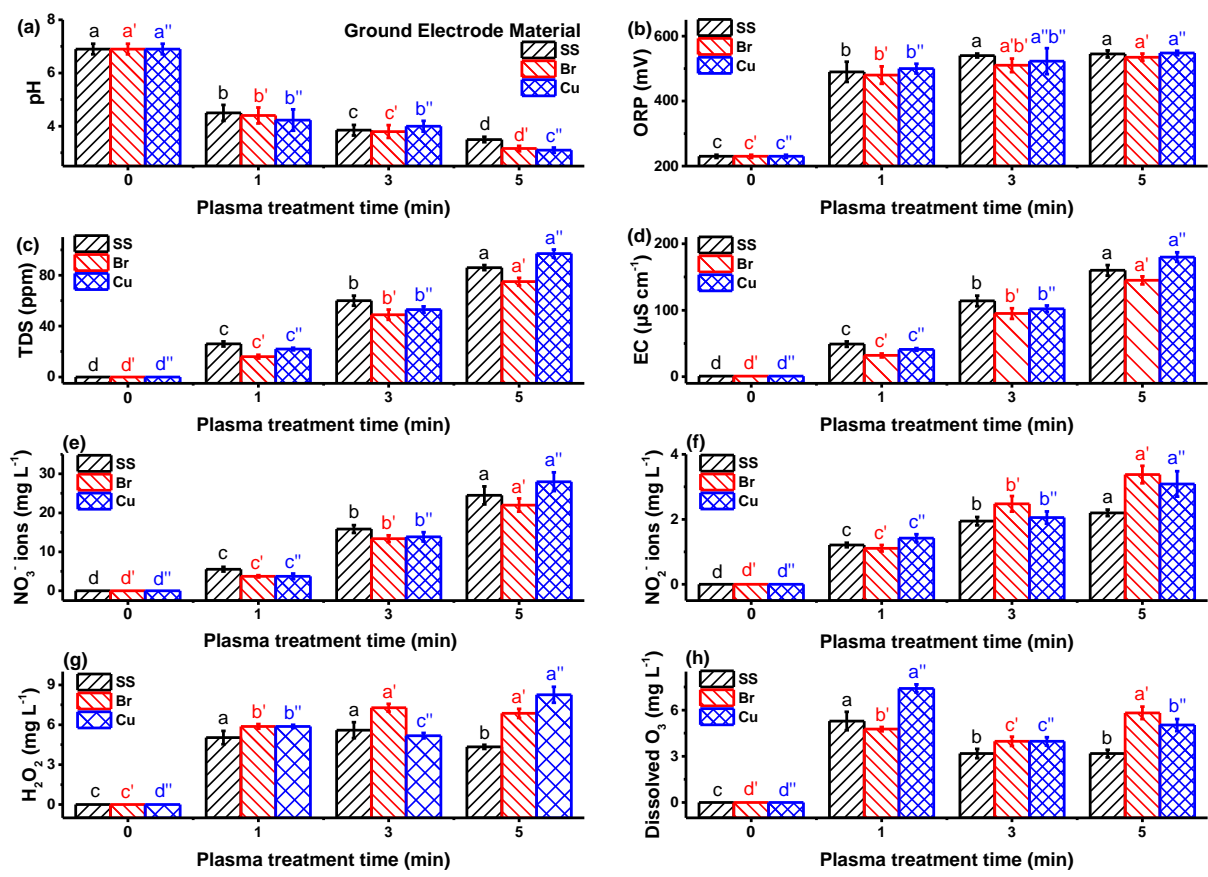 (a)
Ground Electrode Material
SS
Br
Cu
a a' a''
b b' b''
c c' b''
d d' c''
pH
6
4
0 1 3 5
Plasma treatment time (min)
(b)
SS
Br
Cu
c c' c''
b b' b''
a a'b' a''b''
a a' a''
ORP (mV)
600
400
200
0 1 3 5
Plasma treatment time (min)
(c)
SS
Br
Cu
d d' d''
c c' c''
b b' b''
a a' a''
TDS (ppm)
80
40
0
0 1 3 5
Plasma treatment time (min)
(d)
SS
Br
Cu
d d' d''
c c' c''
b b' b''
a a' a''
EC (µS cm⁻¹)
200
100
0
0 1 3 5
Plasma treatment time (min)
(e)
SS
Br
Cu
d d' d''
c c' c''
b b' b''
a a' a''
NO₃⁻ ions (mg L⁻¹)
30
20
10
0
0 1 3 5
Plasma treatment time (min)
(f)
SS
Br
Cu
d d' d''
c c' c''
b b' b''
a a' a''
NO₂⁻ ions (mg L⁻¹)
4
2
0
0 1 3 5
Plasma treatment time (min)
(g)
SS
Br
Cu
c c' d''
a b' b''
a a' c''
b a' a''
H₂O₂ (mg L⁻¹)
9
6
3
0
0 1 3 5
Plasma treatment time (min)
(h)
SS
Br
Cu
c d' d''
a b' a''
b c' c''
b a' b''
Dissolved O₃ (mg L⁻¹)
6
3
0
0 1 3 5
Plasma treatment time (min)